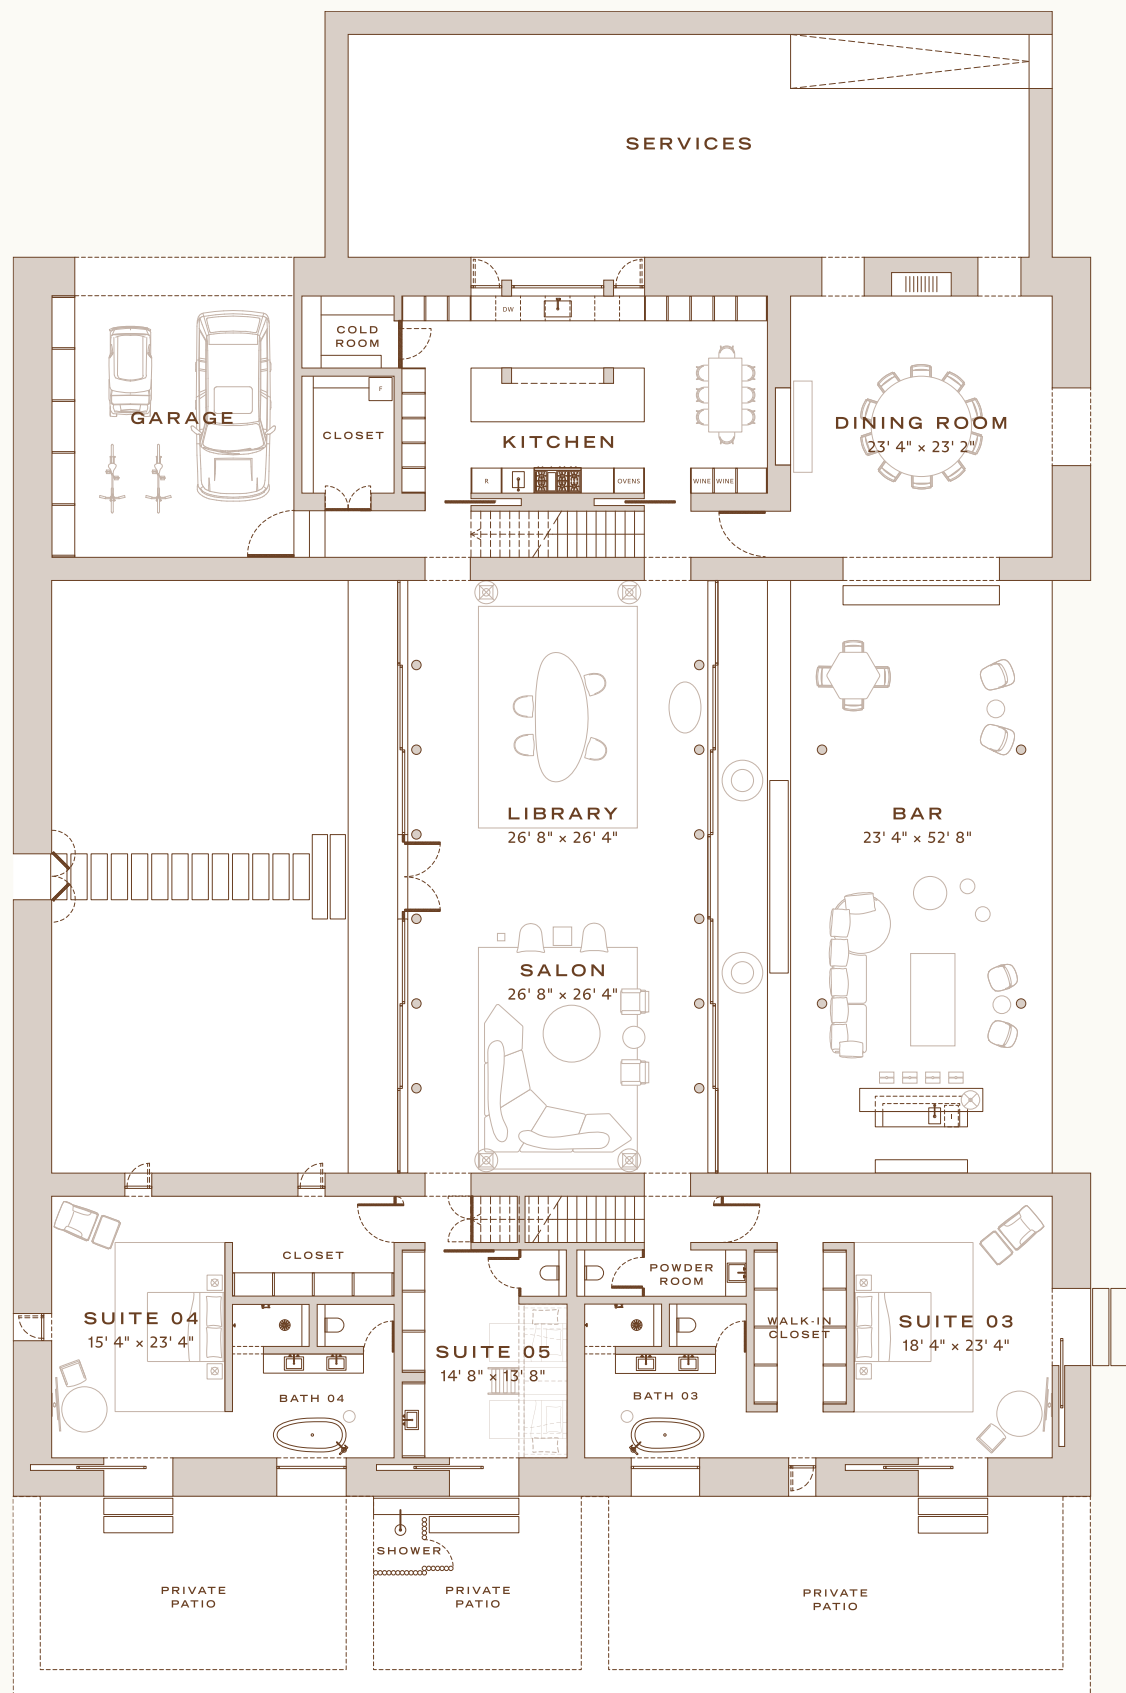 SERVICES
DW
COLD
ROOM
F
GARAGE
CLOSET
KITCHEN
DINING ROOM
23' 4" × 23' 2"
R
OVENS
WINE
WINE
LIBRARY
26' 8" × 26' 4"
BAR
23' 4" × 52' 8"
SALON
26' 8" × 26' 4"
CLOSET
POWDER
ROOM
SUITE 04
15' 4" × 23' 4"
WALK-IN
CLOSET
SUITE 03
18' 4" × 23' 4"
SUITE 05
14' 8" × 13' 8"
BATH 04
BATH 03
SHOWER
PRIVATE
PATIO
PRIVATE
PATIO
PRIVATE
PATIO